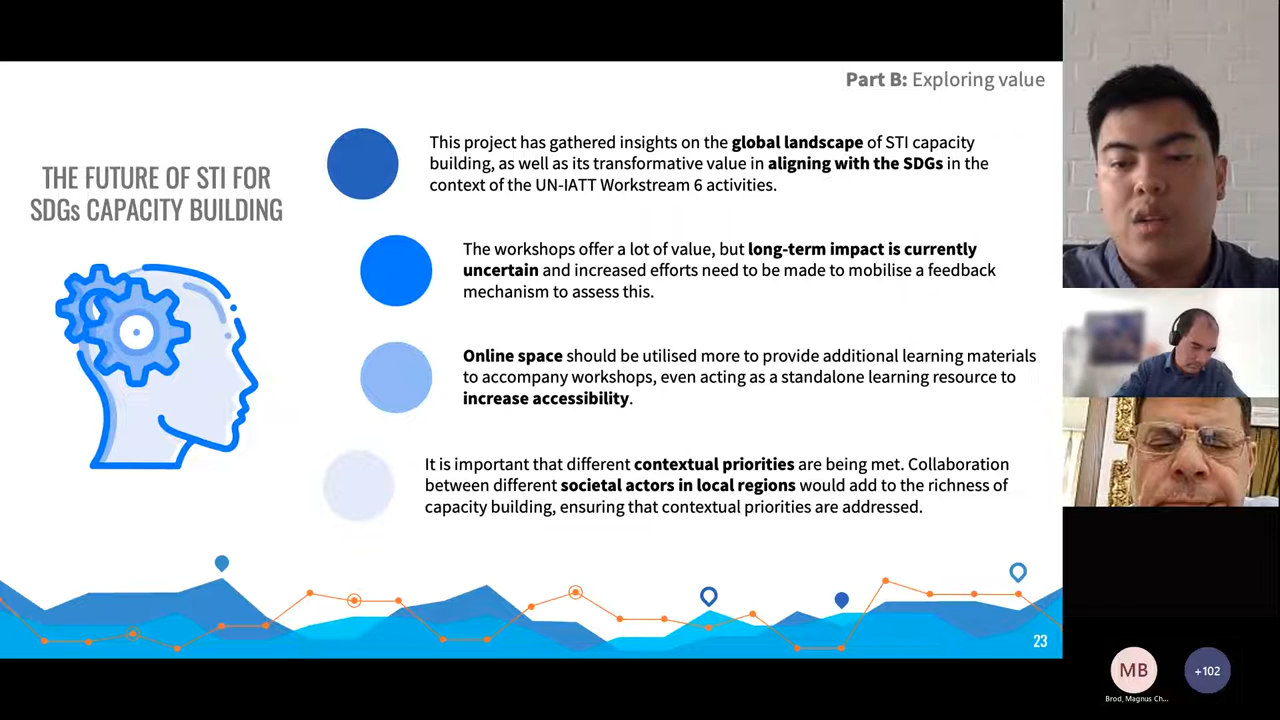 Part B: Exploring value
THE FUTURE OF STI FOR
SDGs CAPACITY BUILDING
This project has gathered insights on the global landscape of STI capacity
building, as well as its transformative value in aligning with the SDGs in the
context of the UN-IATT Workstream 6 activities.
The workshops offer a lot of value, but long-term impact is currently
uncertain and increased efforts need to be made to mobilise a feedback
mechanism to assess this.
Online space should be utilised more to provide additional learning materials
to accompany workshops, even acting as a standalone learning resource to
increase accessibility.
It is important that different contextual priorities are being met. Collaboration
between different societal actors in local regions would add to the richness of
capacity building, ensuring that contextual priorities are addressed.
23
MB
+102
Brod, Magnus Ch...